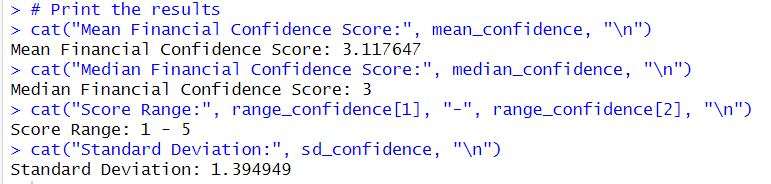 > # Print the results
> cat("Mean Financial Confidence Score:", mean_confidence, "\n")
Mean Financial Confidence Score: 3.117647
> cat("Median Financial Confidence Score:", median_confidence, "\n")
Median Financial Confidence Score: 3
> cat("Score Range:", range_confidence[1], "-", range_confidence[2], "\n")
Score Range: 1 - 5
> cat("Standard Deviation:", sd_confidence, "\n")
Standard Deviation: 1.394949